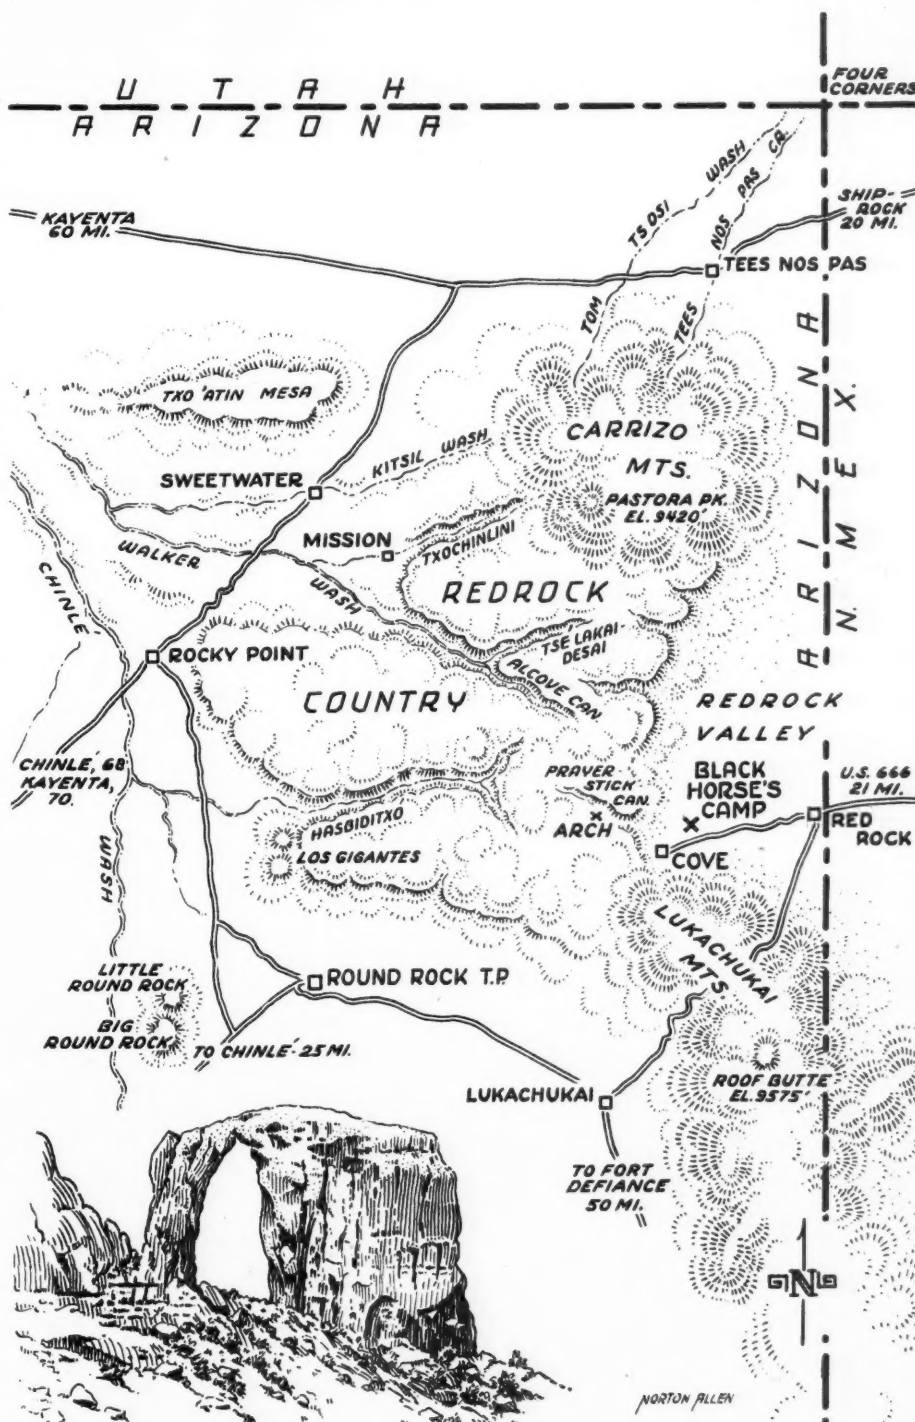 UTAH
ARIZONA
FOUR
CORNERS
KAYENTA
60 MI.
TOM TSOSI WASH
TEES NOS PAS CR.
SHIP-
ROCK
20 MI.
TEES NOS PAS
TXO 'ATIN MESA
CARRIZO
MTS.
PASTORA PK.
EL. 9420'
ARIZONA
N. MEX.
SWEETWATER
KITSIL WASH
MISSION
TXOCHINLINI
WALKER WASH
CHINLE' WASH
REDROCK
COUNTRY
TSÉ LAKAI-
DESAI
ALCOVE CAN.
ROCKY POINT
REDROCK
VALLEY
CHINLE', 68
KAYENTA,
70.
PRAYER
STICK
CAN.
ARCH
BLACK
HORSE'S
CAMP
U.S. 666
21 MI.
RED
ROCK
COVE
HASBIDITXO
LOS GIGANTES
LUKACHUKAI
MTS.
LITTLE
ROUND ROCK
BIG
ROUND ROCK
ROUND ROCK T.P.
TO CHINLE' 25 MI.
LUKACHUKAI
ROOF BUTTE
EL. 9575'
TO FORT
DEFIANCE
50 MI.
N
NORTON ALLEN